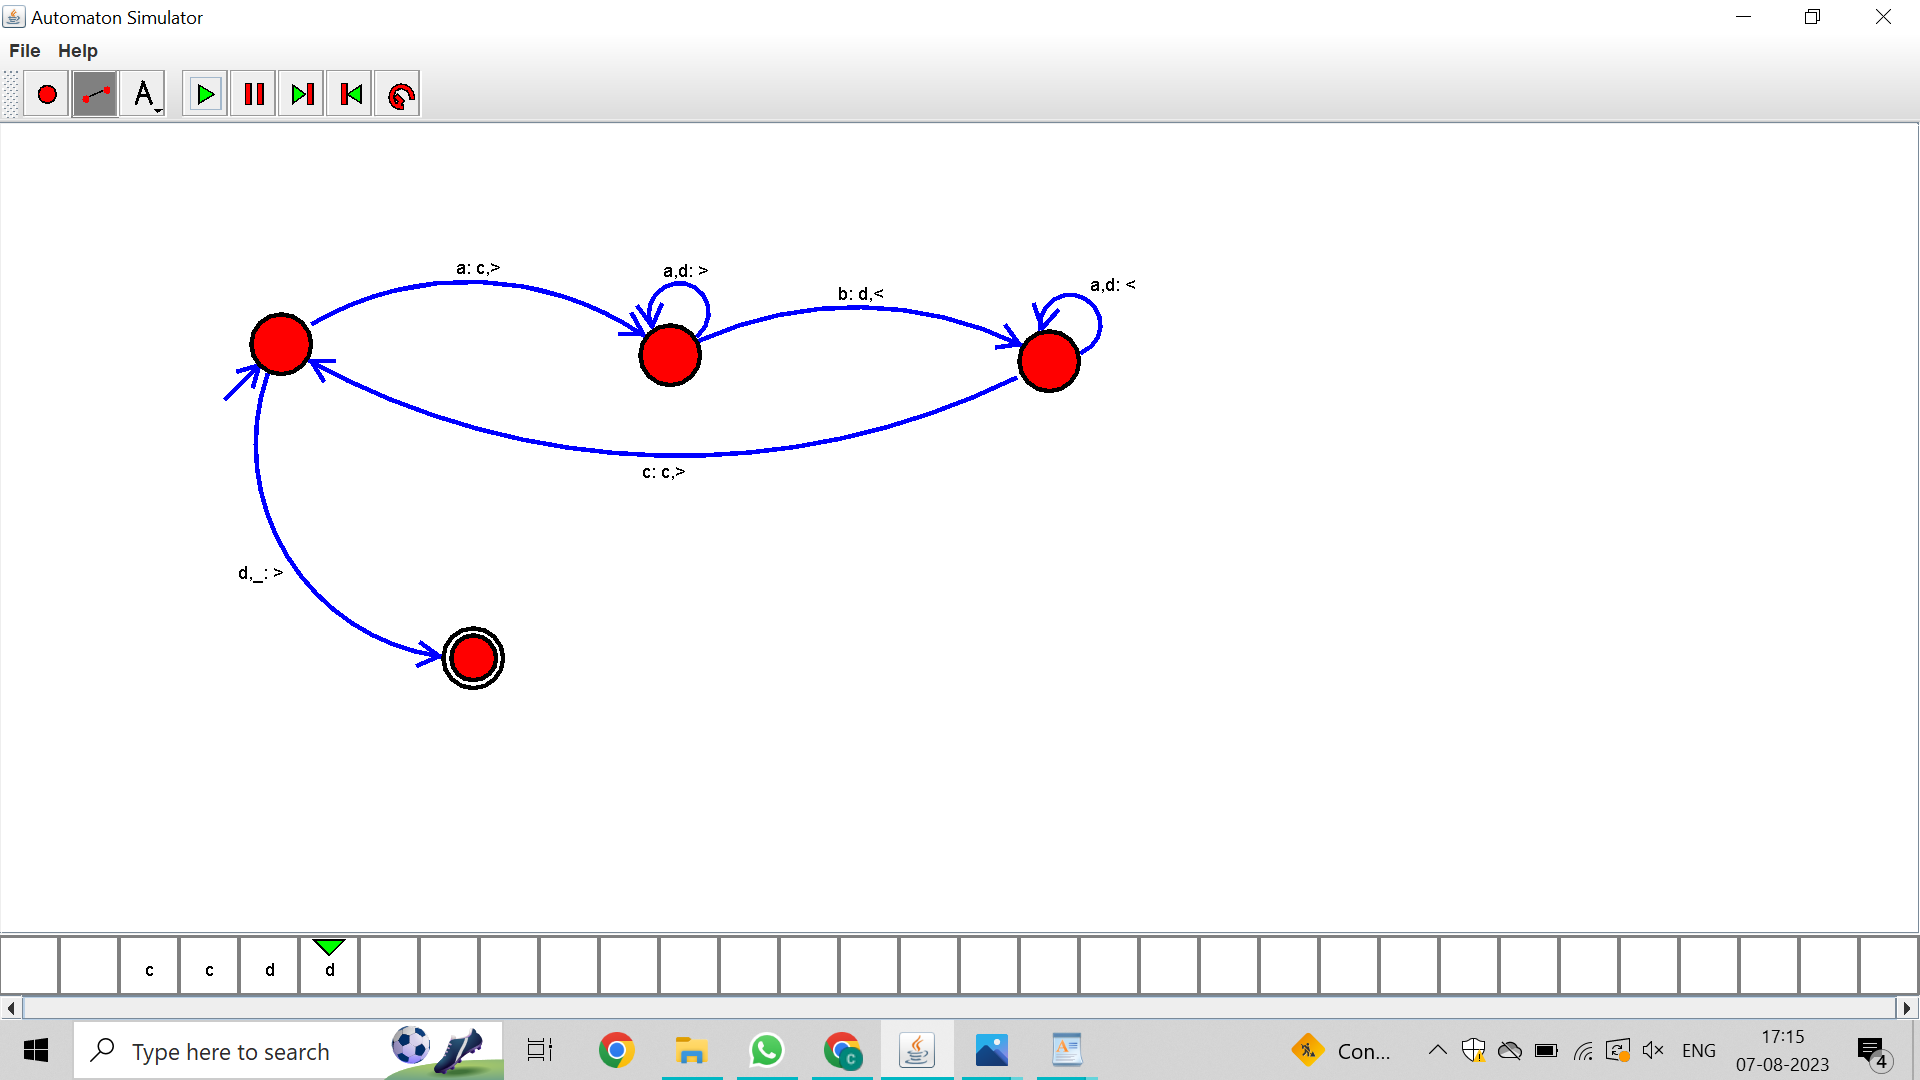 Automaton Simulator
File Help
A
a: c,>
a,d: >
b: d,<
a,d: <
c: c,>
d,_: >
c c d d
Type here to search
c
Con...
ENG
17:15
07-08-2023
4